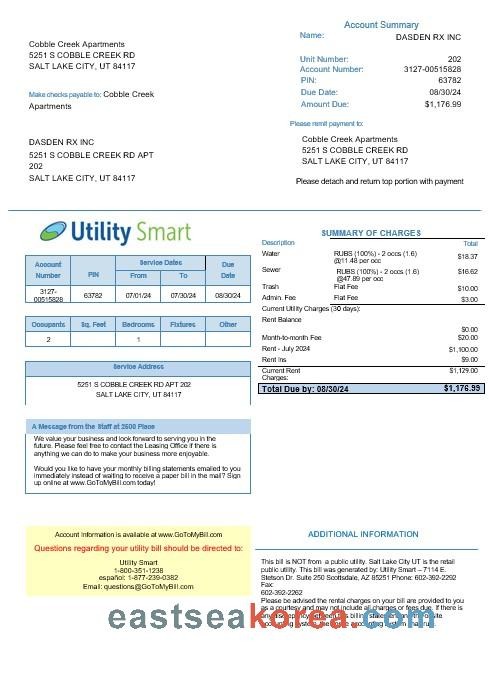 Account Summary
Name: DASDEN RX INC
Cobble Creek Apartments
5251 S COBBLE CREEK RD
SALT LAKE CITY, UT 84117
Unit Number: 202
Account Number: 3127-00515828
PIN: 63782
Due Date: 08/30/24
Amount Due: $1,176.99
Make checks payable to: Cobble Creek
Apartments
Please remit payment to:
DASDEN RX INC
5251 S COBBLE CREEK RD APT
202
SALT LAKE CITY, UT 84117
Cobble Creek Apartments
5251 S COBBLE CREEK RD
SALT LAKE CITY, UT 84117
Please detach and return top portion with payment
Utility Smart
Account Number PIN Service Dates From To Due Date
3127-00515828 63782 07/01/24 07/30/24 08/30/24
Occupants Sq. Feet Bedrooms Fixtures Other
2 1
Service Address
5251 S COBBLE CREEK RD APT 202
SALT LAKE CITY, UT 84117
A Message from the Staff at 2500 Place
We value your business and look forward to serving you in the
future. Please feel free to contact the Leasing Office if there is
anything we can do to make your business more enjoyable.
Would you like to have your monthly billing statements emailed to you
immediately instead of waiting to receive a paper bill in the mail? Sign
up online at www.GoToMyBill.com today!
SUMMARY OF CHARGES
Description Total
Water RUBS (100%) - 2 occs (1.6) $18.37
@11.48 per occ
Sewer RUBS (100%) - 2 occs (1.6) $16.62
@47.89 per occ
Trash Flat Fee $10.00
Admin. Fee Flat Fee $3.00
Current Utility Charges (30 days):
Rent Balance
$0.00
Month-to-month Fee $20.00
Rent - July 2024 $1,100.00
Rent Ins $9.00
Current Rent $1,129.00
Charges:
Total Due by: 08/30/24 $1,176.99
Account information is available at www.GoToMyBill.com
Questions regarding your utility bill should be directed to:
Utility Smart
1-800-351-1238
español: 1-877-239-0382
Email: questions@GoToMyBill.com
ADDITIONAL INFORMATION
This bill is NOT from a public utility. Salt Lake City UT is the retail
public utility. This bill was generated by: Utility Smart – 7114 E.
Stetson Dr. Suite 250 Scottsdale, AZ 85251 Phone: 602-392-2292
Fax:
602-392-2262
Please be advised the rental charges on your bill are provided to you
as a courtesy and may not include all charges or fees due. If there is
eastseakorea.com